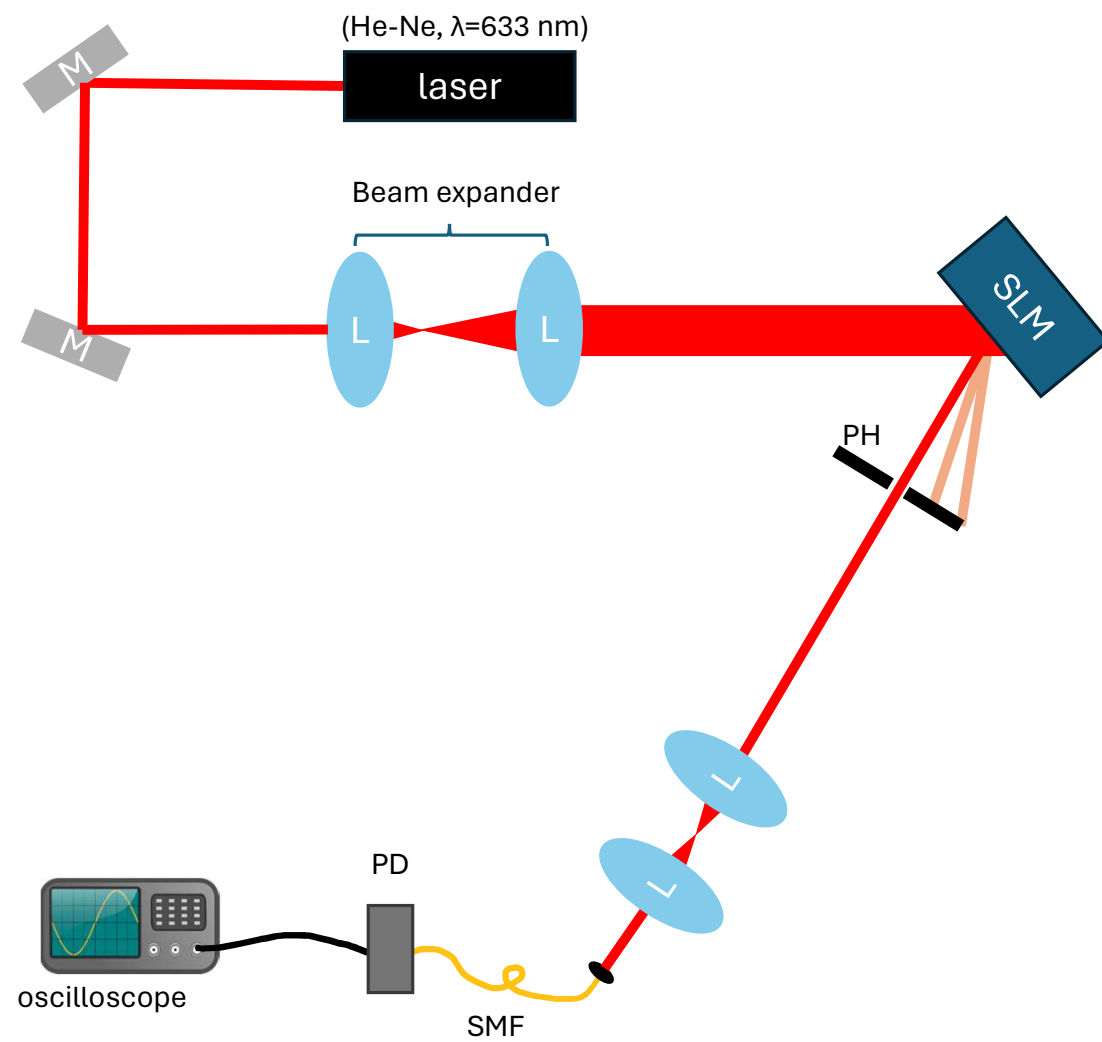 (He-Ne, λ=633 nm)
laser
M
Beam expander
M
L
L
SLM
PH
L
L
PD
oscilloscope
SMF